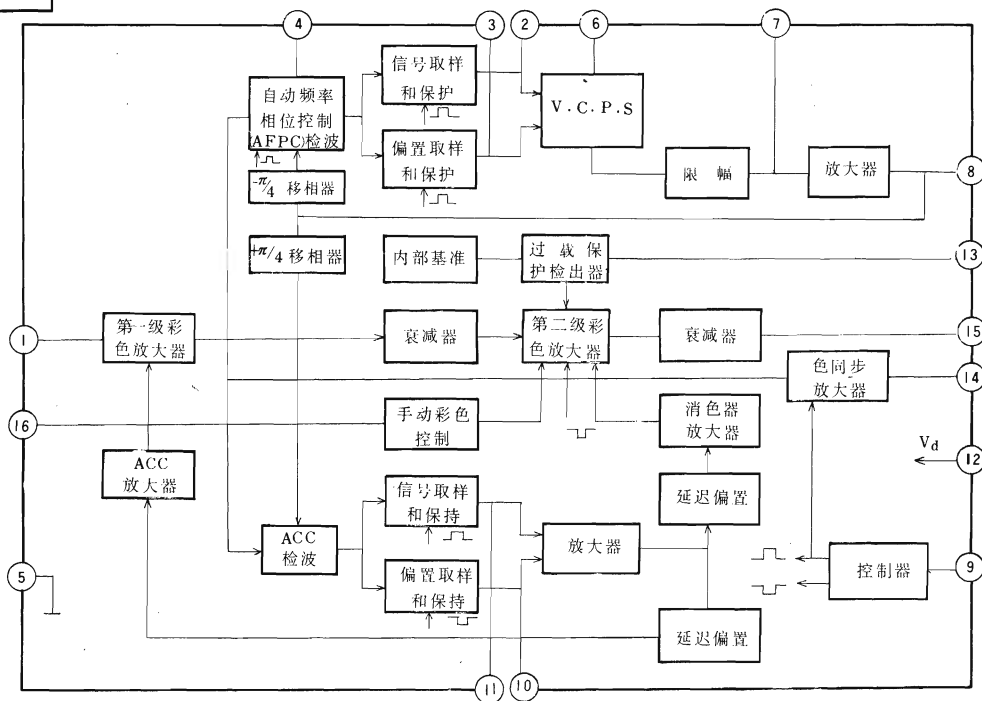 4
3
2
6
7
信号取样
和保护
自动频率
相位控制
(AFPC)检波
V.C.P.S
偏置取样
和保护
限幅
放大器
8
-π/4 移相器
+π/4 移相器
内部基准
过载保
护检出器
13
1
第一级彩
色放大器
衰减器
第二级彩
色放大器
衰减器
15
色同步
放大器
14
16
手动彩色
控制
消色器
放大器
Vd
12
ACC
放大器
信号取样
和保持
延迟偏置
ACC
检波
放大器
5
偏置取样
和保持
控制器
9
延迟偏置
11
10